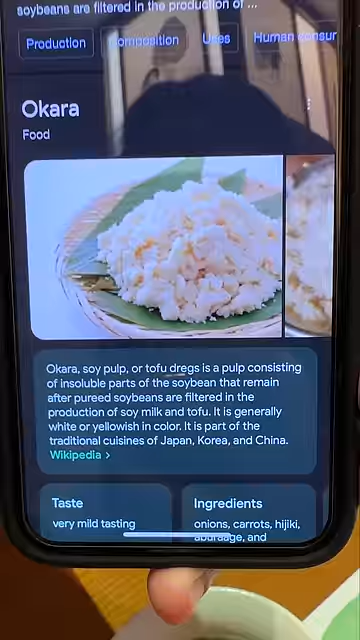 soybeans are filtered in the production of ...
Production Composition Uses Human consur
Okara
Food
Okara, soy pulp, or tofu dregs is a pulp consisting
of insoluble parts of the soybean that remain
after pureed soybeans are filtered in the
production of soy milk and tofu. It is generally
white or yellowish in color. It is part of the
traditional cuisines of Japan, Korea, and China.
Wikipedia >
Taste
very mild tasting
Ingredients
onions, carrots, hijiki,
aburaage, and